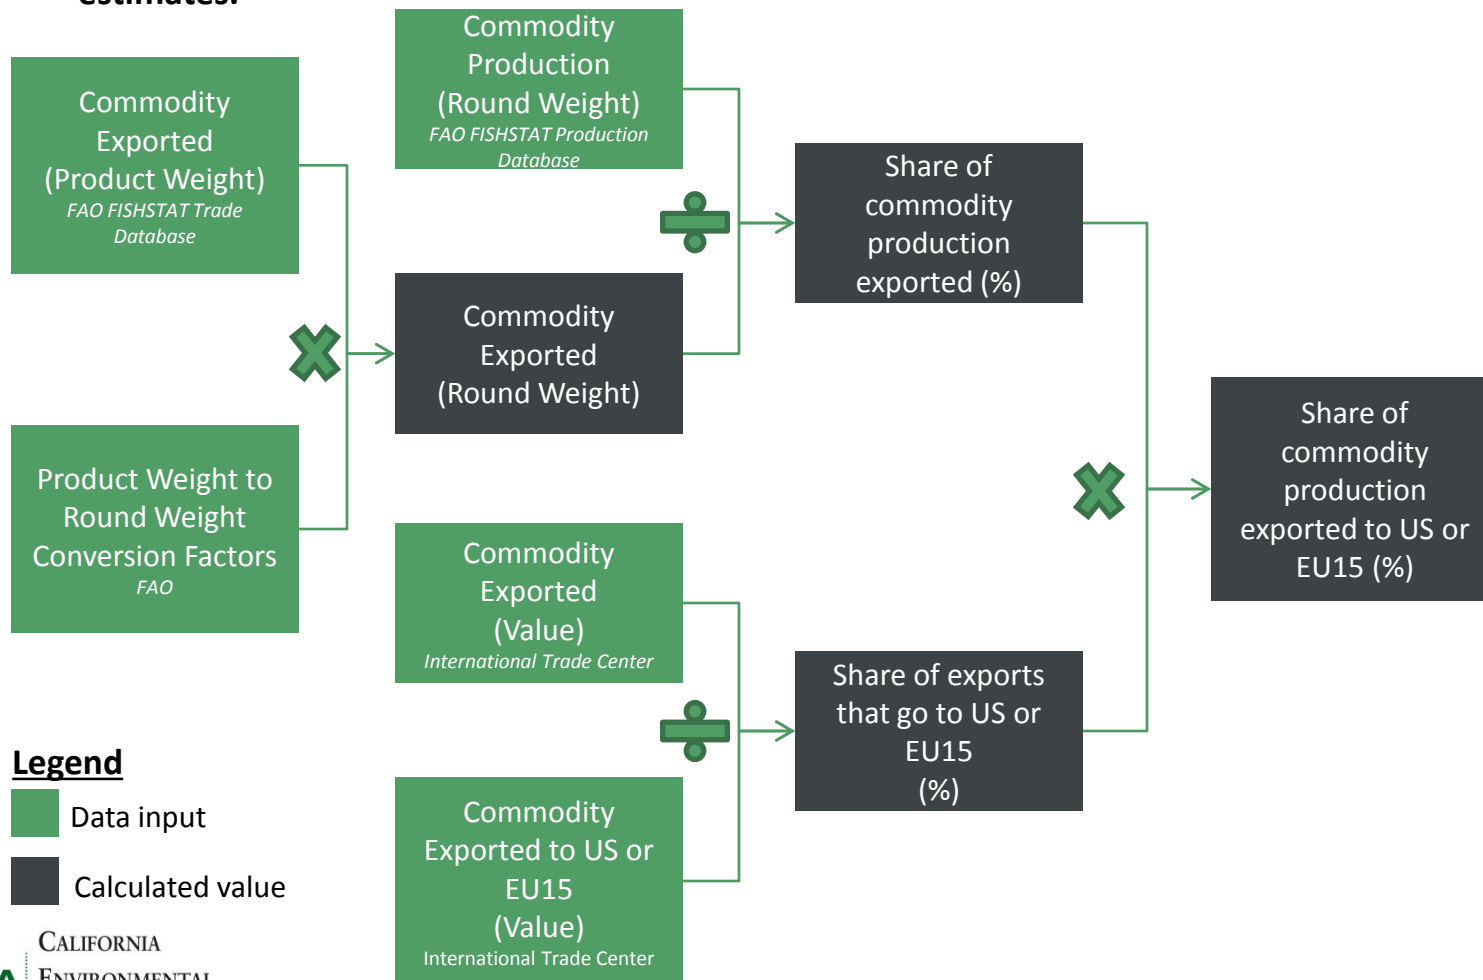 estimates.
Commodity
Exported
(Product Weight)
FAO FISHSTAT Trade
Database
Product Weight to
Round Weight
Conversion Factors
FAO
Commodity
Production
(Round Weight)
FAO FISHSTAT Production
Database
Commodity
Exported
(Round Weight)
Commodity
Exported
(Value)
International Trade Center
Commodity
Exported to US or
EU15
(Value)
International Trade Center
Share of
commodity
production
exported (%)
Share of exports
that go to US or
EU15
(%)
Share of
commodity
production
exported to US or
EU15 (%)
Legend
Data input
Calculated value
CALIFORNIA
ENVIRONMENTAL